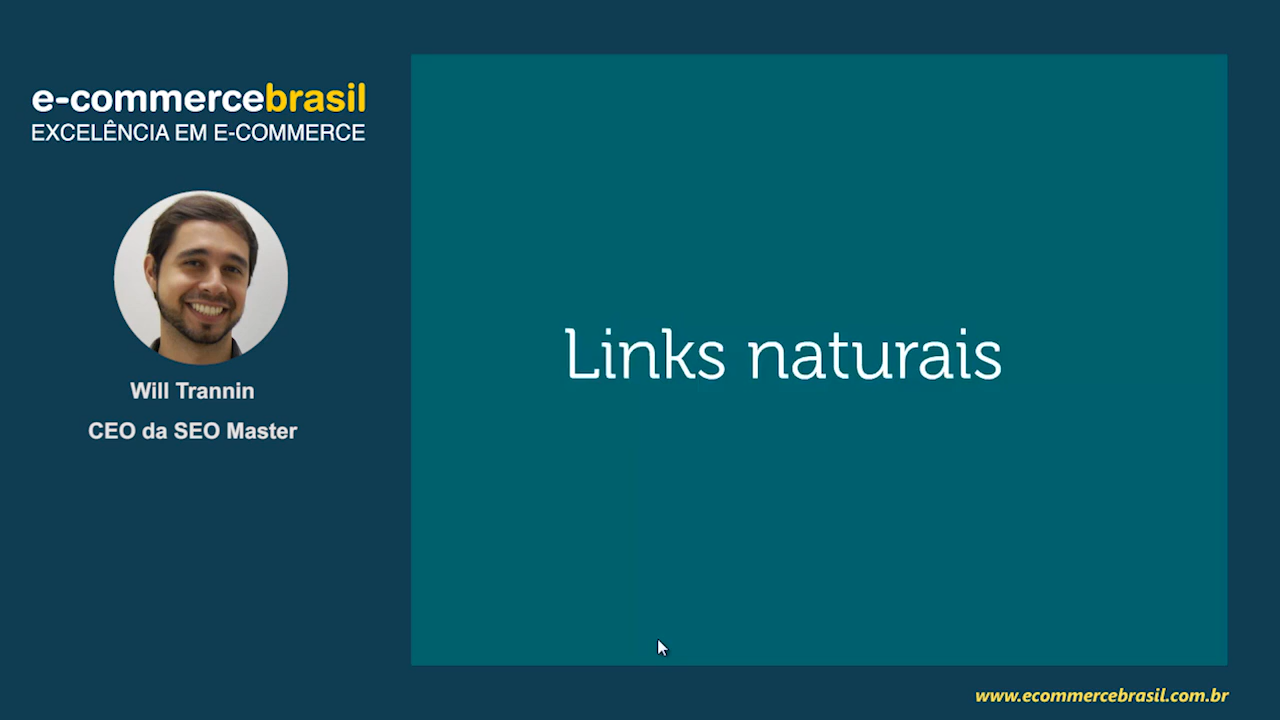 e-commercebrasil
EXCELÊNCIA EM E-COMMERCE
Will Trannin
CEO da SEO Master
Links naturais
www.ecommercebrasil.com.br